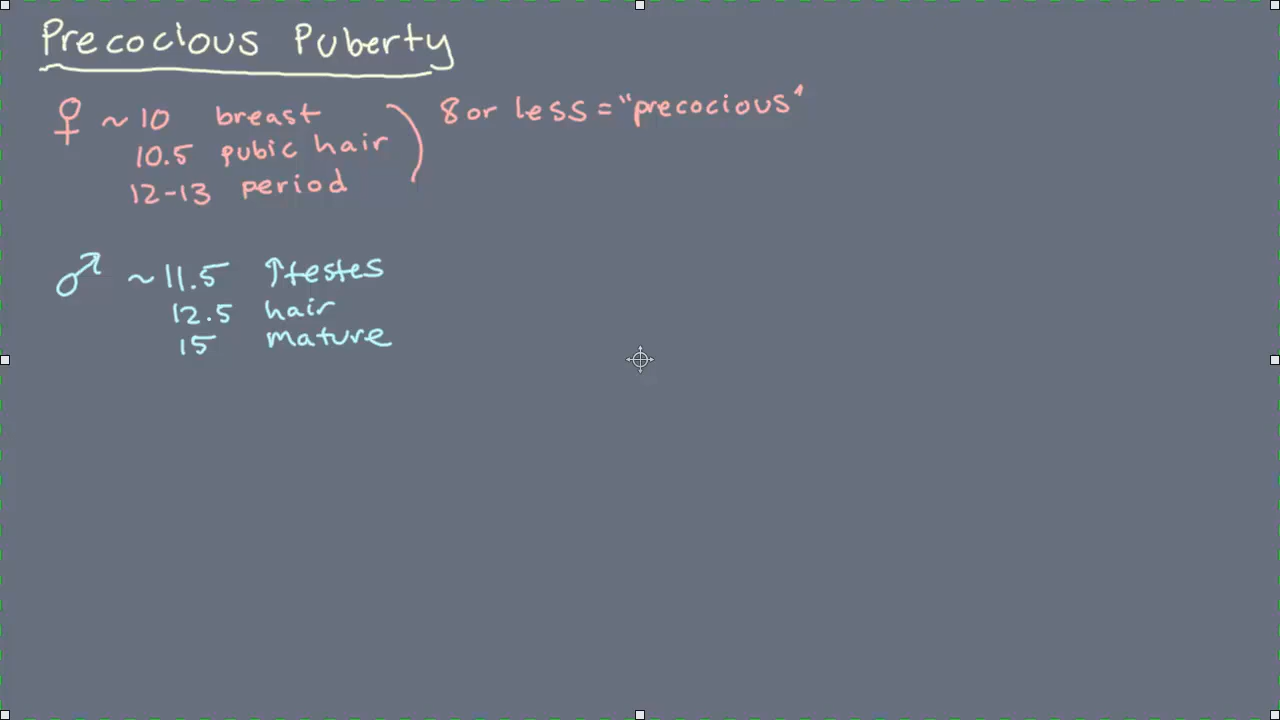 Precocious Puberty
♀ ~ 10 breast 8 or less = "precocious"
10.5 pubic hair
12-13 period
♂ ~ 11.5 ↑testes
12.5 hair
15 mature